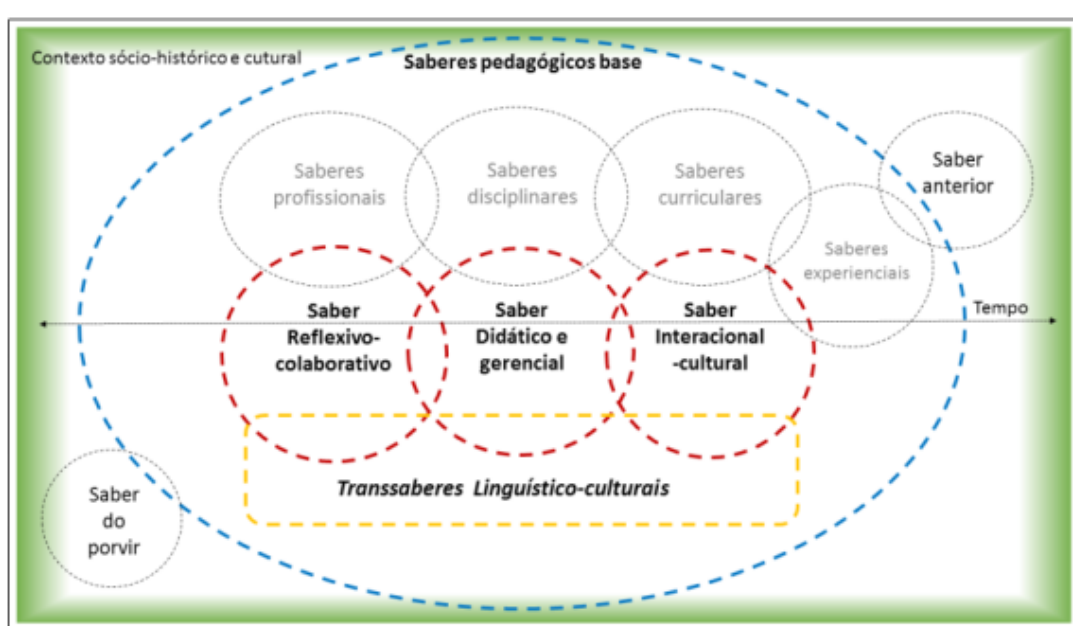 Contexto sócio-histórico e cutural
Saberes pedagógicos base
Saberes
profissionais
Saberes
disciplinares
Saberes
curriculares
Saber
anterior
Saberes
experienciais
Tempo
Saber
Reflexivo-
colaborativo
Saber
Didático e
gerencial
Saber
Interacional
-cultural
Transsaberes Linguístico-culturais
Saber
do
porvir